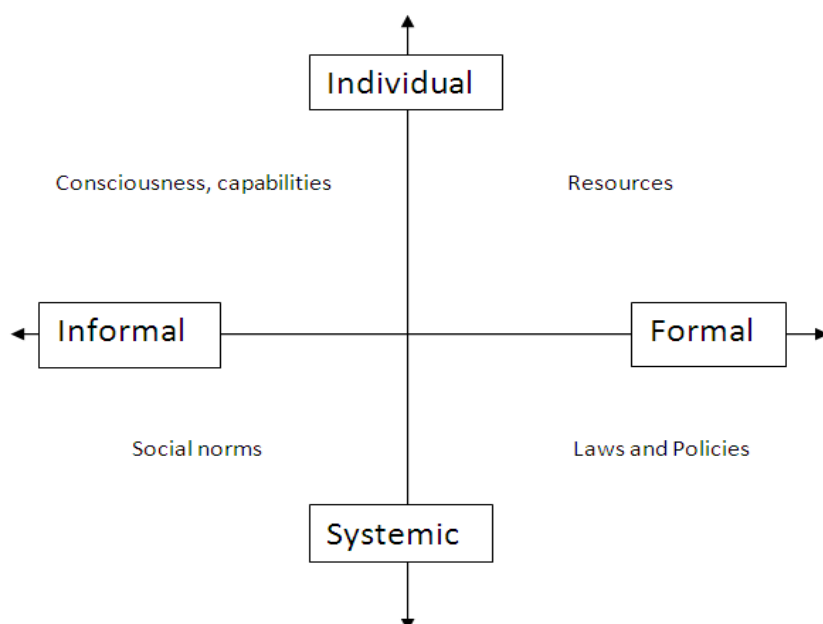 Individual
Consciousness, capabilities
Resources
Informal
Formal
Social norms
Laws and Policies
Systemic